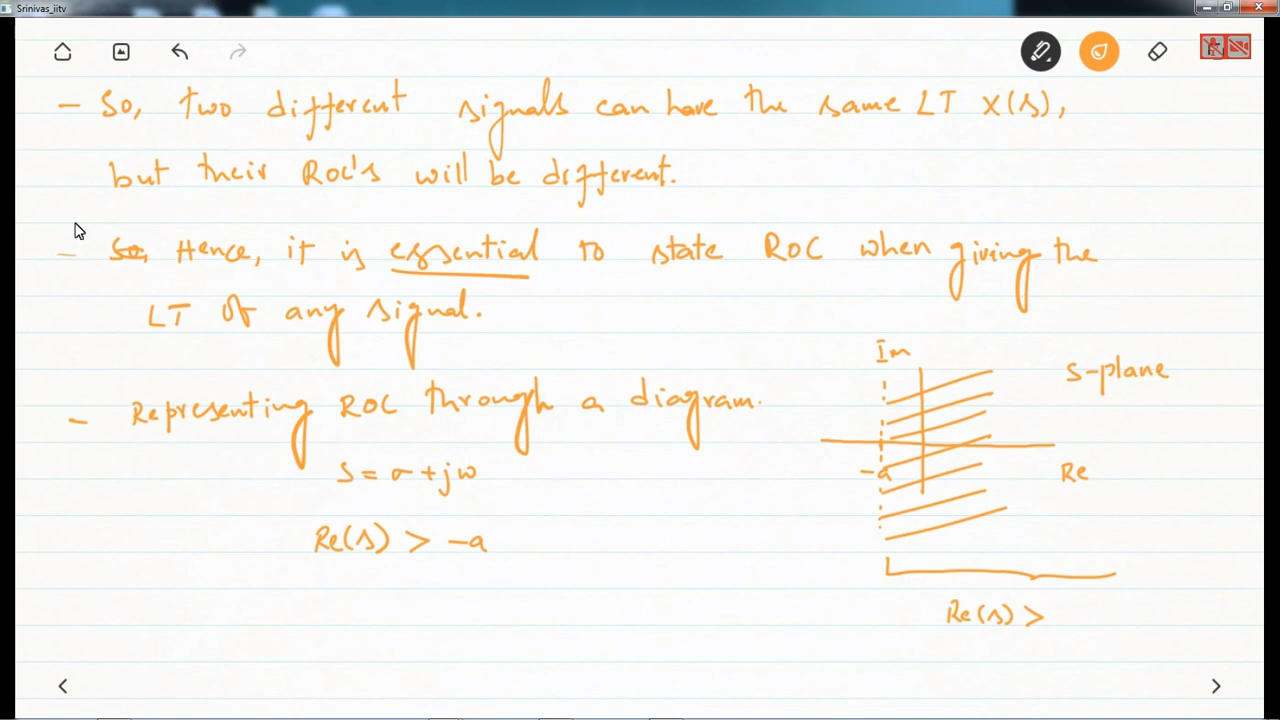 Srinivas_iitv
- So, two different signals can have the same LT X(s),
but their ROC's will be different.
- So, Hence, it is essential to state ROC when giving the
LT of any signal.
- Representing ROC through a diagram.
s = σ + jω
Re(s) > -a
Im
s-plane
-a
Re
Re(s) >